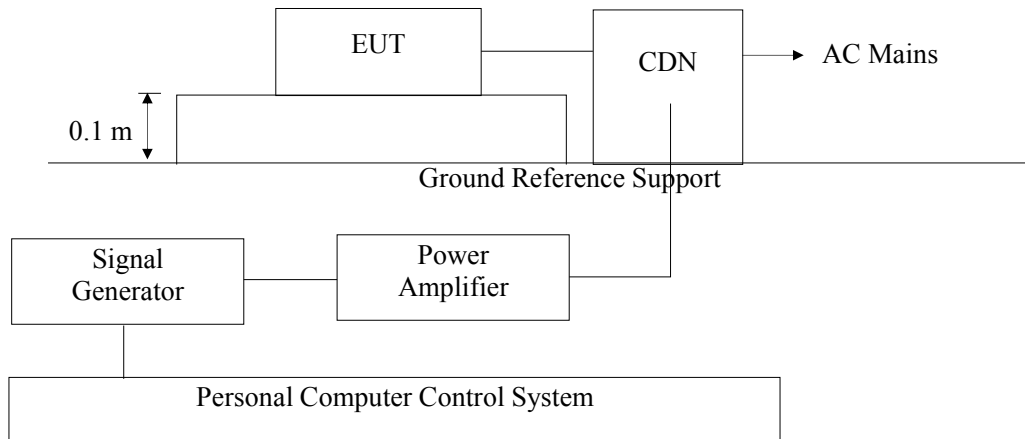 EUT
CDN
AC Mains
0.1 m
Ground Reference Support
Signal
Generator
Power
Amplifier
Personal Computer Control System